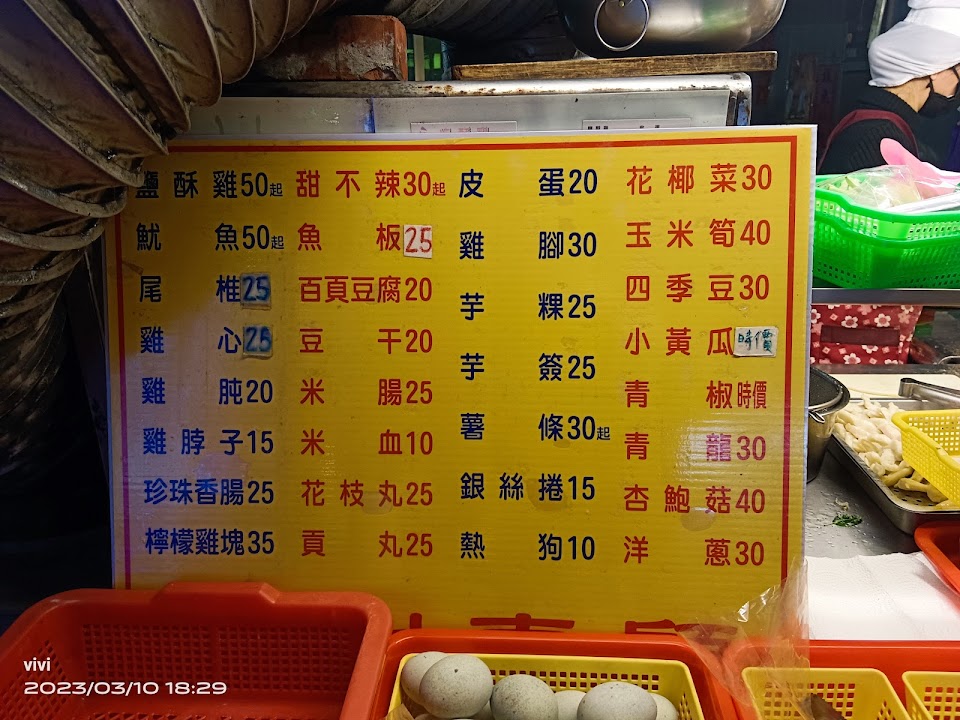 鹽酥雞50起
魷魚50起
尾椎25
雞心25
雞肫20
雞脖子15
珍珠香腸25
檸檬雞塊35
甜不辣30起
魚板25
百頁豆腐20
豆干20
米腸25
米血10
花枝丸25
貢丸25
皮蛋20
雞腳30
芋粿25
芋簽25
薯條30起
銀絲捲15
熱狗10
花椰菜30
玉米筍40
四季豆30
小黃瓜時價
青椒時價
青龍30
杏鮑菇40
洋蔥30
vivi
2023/03/10 18:29